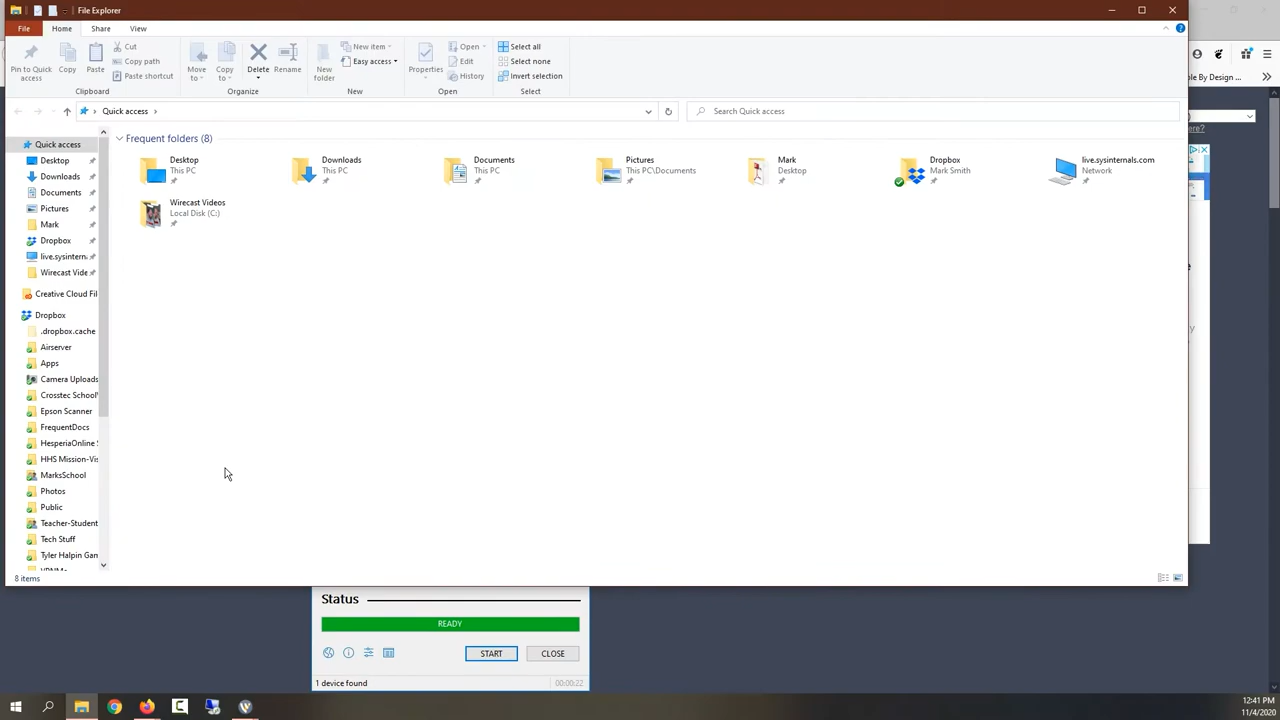 File Explorer
File Home Share View
Pin to Quick access
Copy
Paste
Cut
Copy path
Paste shortcut
Clipboard
Move to
Copy to
Delete
Rename
Organize
New folder
New item
Easy access
New
Properties
Open
Edit
History
Open
Select all
Select none
Invert selection
Select
Quick access
Search Quick access
ple By Design ...
ere?
Quick access
Desktop
Downloads
Documents
Pictures
Mark
Dropbox
live.sysintern
Wirecast Vide
Creative Cloud Fil
Dropbox
.dropbox.cache
Airserver
Apps
Camera Uploads
Crosstec School
Epson Scanner
FrequentDocs
HesperiaOnline S
HHS Mission-Vis
MarksSchool
Photos
Public
Teacher-Student
Tech Stuff
Tyler Halpin Gam
Frequent folders (8)
Desktop
This PC
Downloads
This PC
Documents
This PC
Pictures
This PC\Documents
Mark
Desktop
Dropbox
Mark Smith
live.sysinternals.com
Network
Wirecast Videos
Local Disk (C:)
8 items
Status
READY
START
CLOSE
1 device found
00:00:22
12:41 PM
11/4/2020